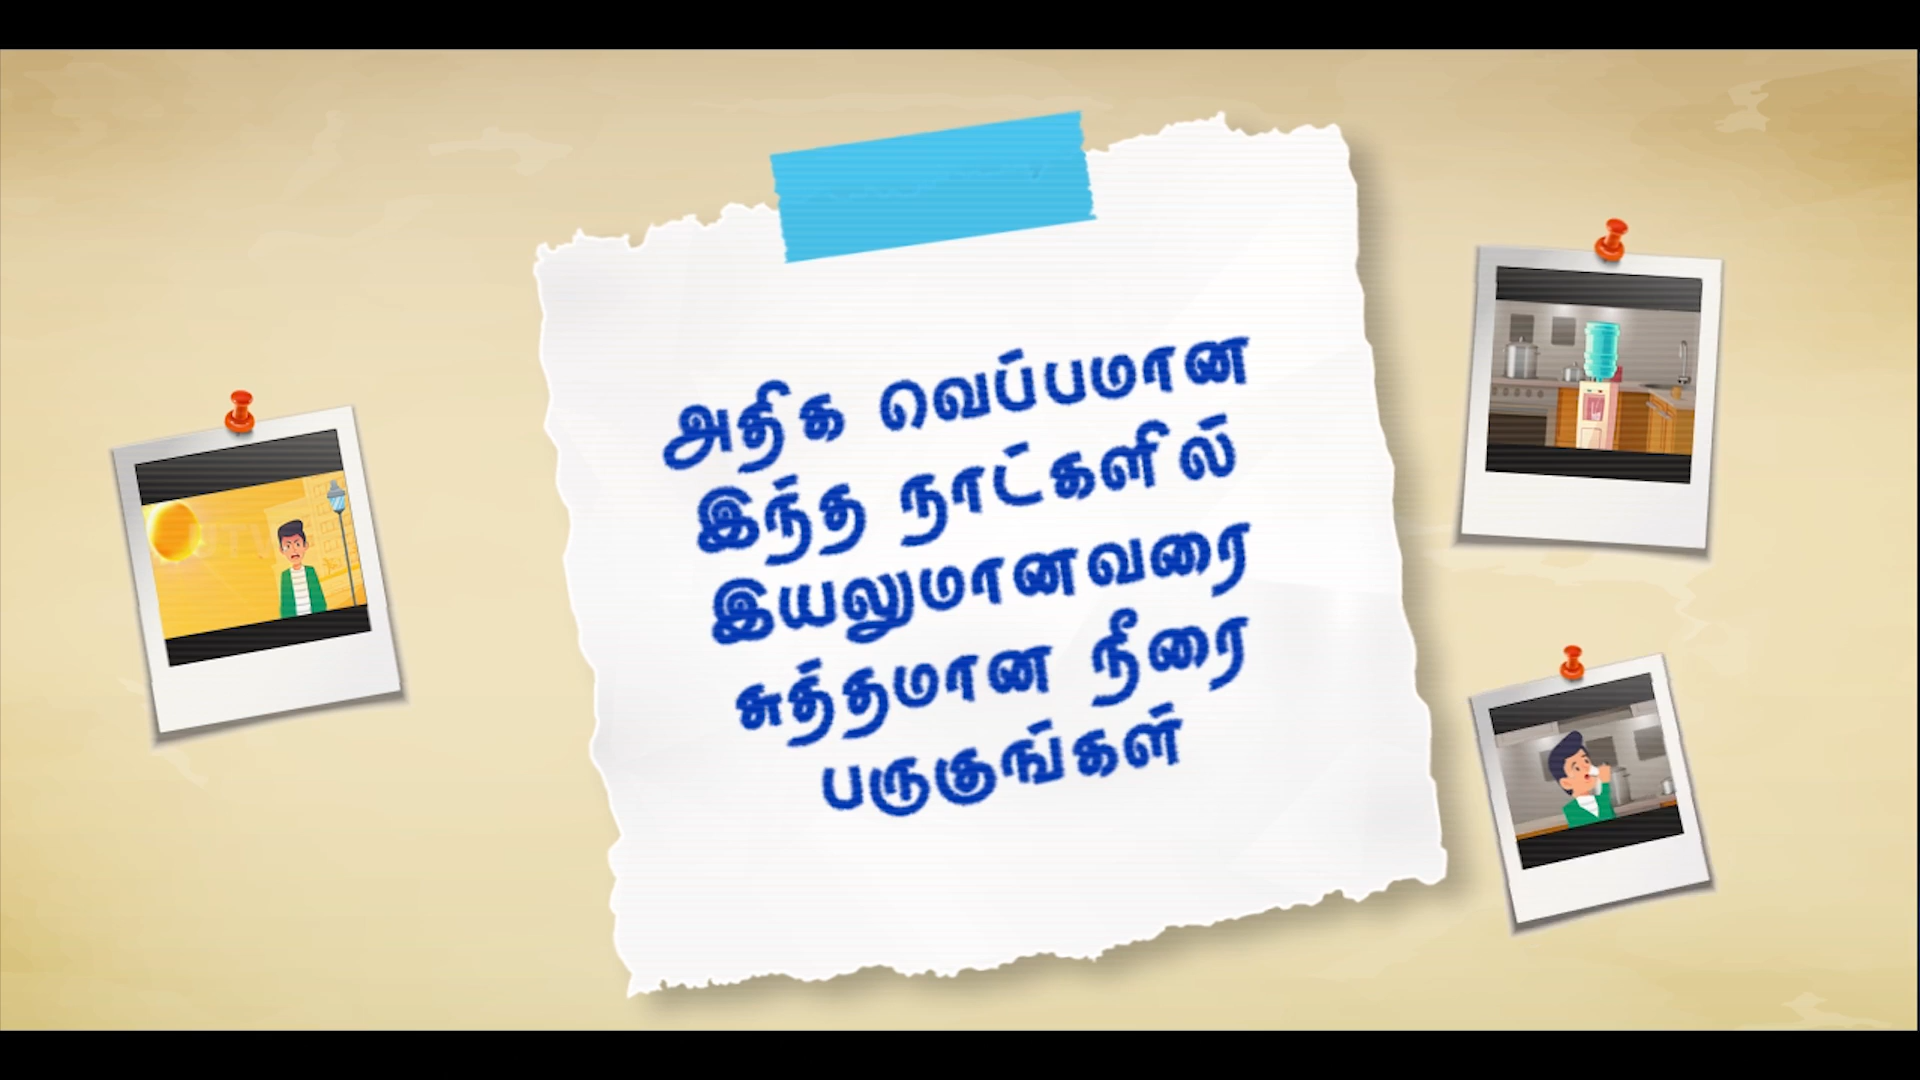 அதிக வெப்பமான
இந்த நாட்களில்
இயலுமானவரை
சுத்தமான நீரை
பருகுங்கள்